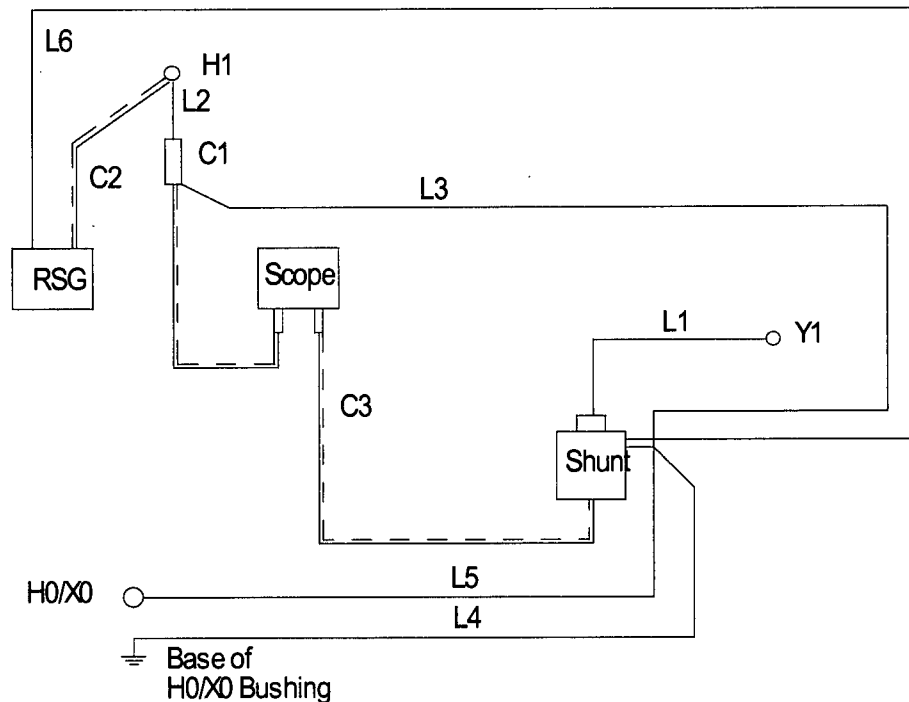 L6
H1
L2
C1
C2
L3
RSG
Scope
L1
Y1
C3
Shunt
H0/X0
L5
L4
Base of
H0/X0 Bushing